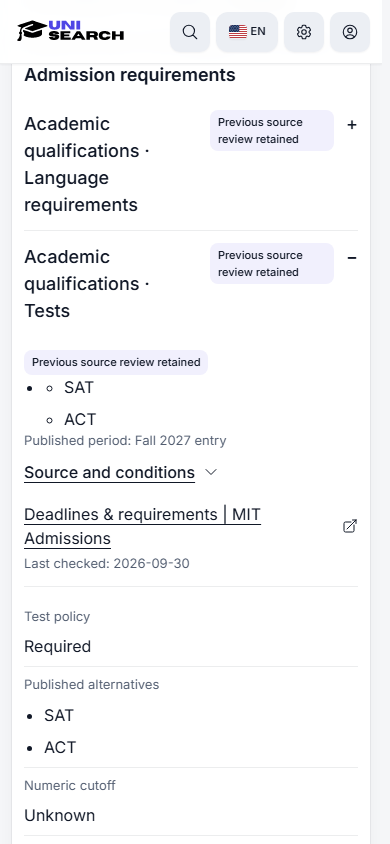 UNI
SEARCH
EN
Admission requirements
Academic
qualifications ·
Language
requirements
Previous source
review retained
+
Academic
qualifications ·
Tests
Previous source
review retained
−
Previous source review retained
SAT
ACT
Published period: Fall 2027 entry
Source and conditions
Deadlines & requirements | MIT
Admissions
Last checked: 2026-09-30
Test policy
Required
Published alternatives
SAT
ACT
Numeric cutoff
Unknown